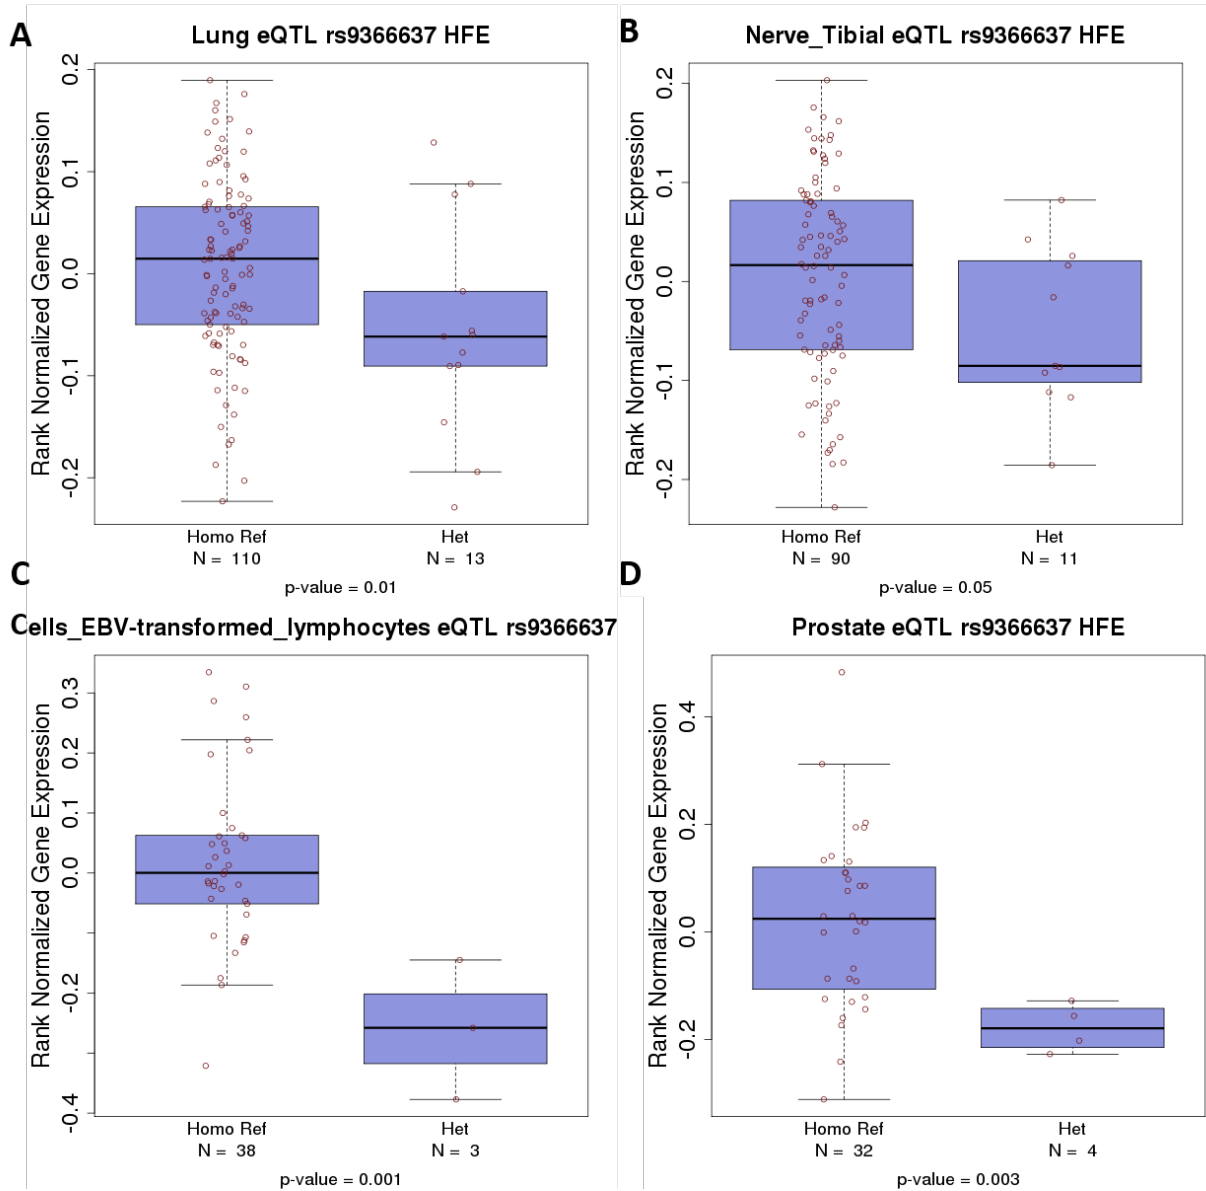 A
Lung eQTL rs9366637 HFE
Rank Normalized Gene Expression
0.2
0.1
0.0
-0.1
-0.2
Homo Ref
N = 110
Het
N = 13
p-value = 0.01
B
Nerve_Tibial eQTL rs9366637 HFE
Rank Normalized Gene Expression
0.2
0.1
0.0
-0.1
-0.2
Homo Ref
N = 90
Het
N = 11
p-value = 0.05
C
Cells_EBV-transformed_lymphocytes eQTL rs9366637
Rank Normalized Gene Expression
0.3
0.2
0.1
0.0
-0.2
-0.4
Homo Ref
N = 38
Het
N = 3
p-value = 0.001
D
Prostate eQTL rs9366637 HFE
Rank Normalized Gene Expression
0.4
0.2
0.0
-0.2
Homo Ref
N = 32
Het
N = 4
p-value = 0.003